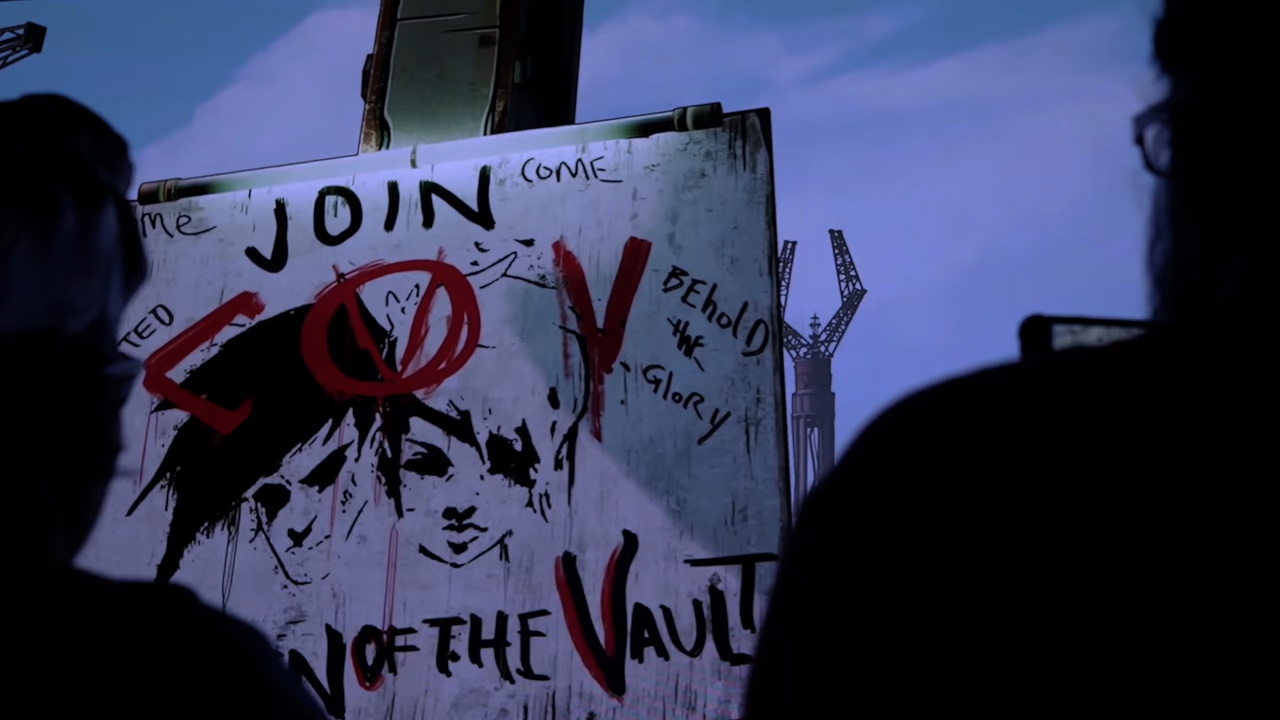 me JOIN COME
TED COV BEholD
THE
GlORY
N OF THE VAULT